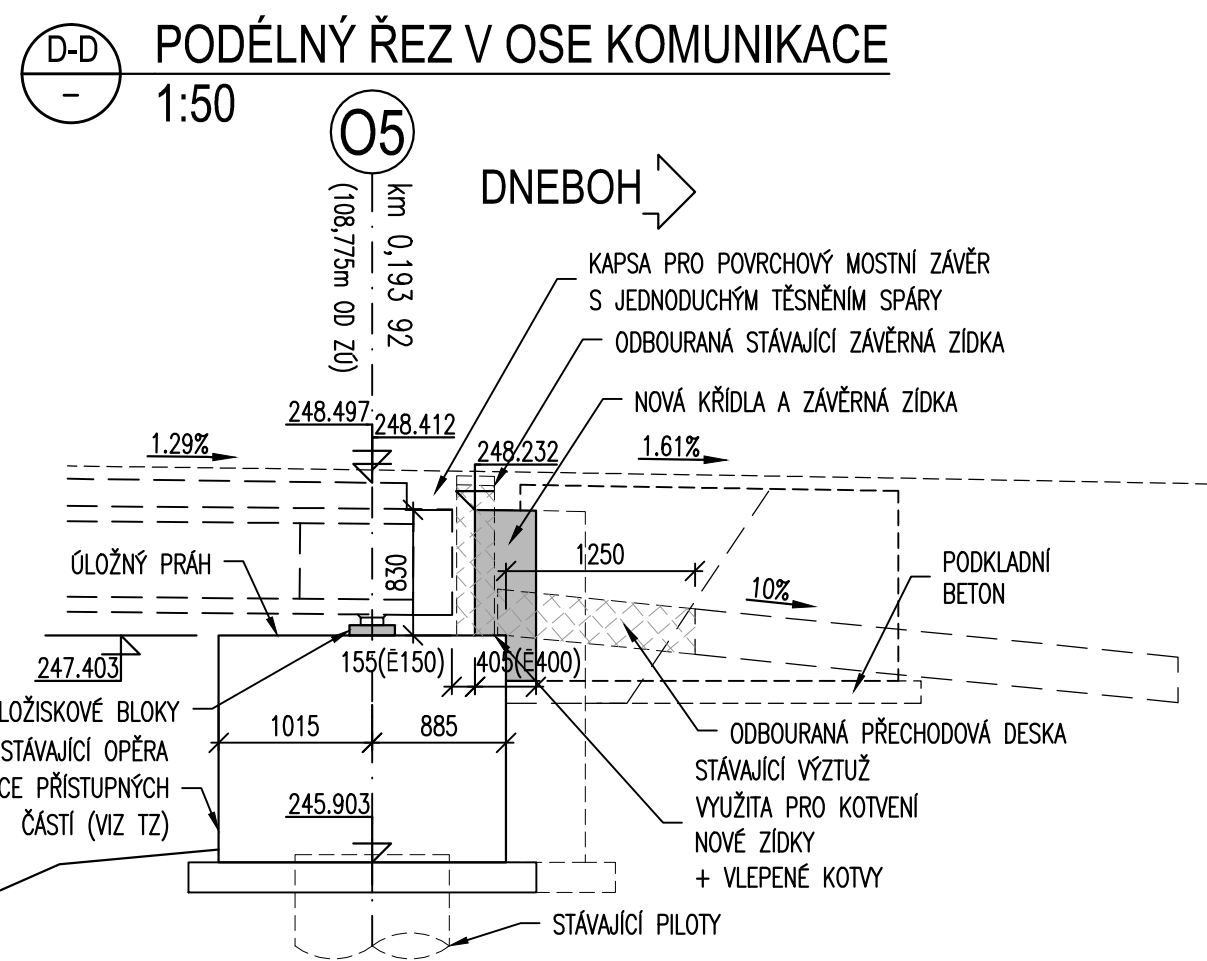 D-D
-
PODÉLNÝ ŘEZ V OSE KOMUNIKACE
1:50
O5
km 0,193 92
(108,775m OD ZÚ)
DNEBOH
KAPSA PRO POVRCHOVÝ MOSTNÍ ZÁVĚR
S JEDNODUCHÝM TĚSNĚNÍM SPÁRY
ODBOURANÁ STÁVAJÍCÍ ZÁVĚRNÁ ZÍDKA
NOVÁ KŘÍDLA A ZÁVĚRNÁ ZÍDKA
248.497
248.412
248.232
1.29%
1.61%
ÚLOŽNÝ PRÁH
830
1250
10%
PODKLADNÍ
BETON
247.403
155(Ē150)
405(Ē400)
LOŽISKOVÉ BLOKY
1015
885
STÁVAJÍCÍ OPĚRA
CE PŘÍSTUPNÝCH
ČÁSTÍ (VIZ TZ)
245.903
ODBOURANÁ PŘECHODOVÁ DESKA
STÁVAJÍCÍ VÝZTUŽ
VYUŽITA PRO KOTVENÍ
NOVÉ ZÍDKY
+ VLEPENÉ KOTVY
STÁVAJÍCÍ PILOTY